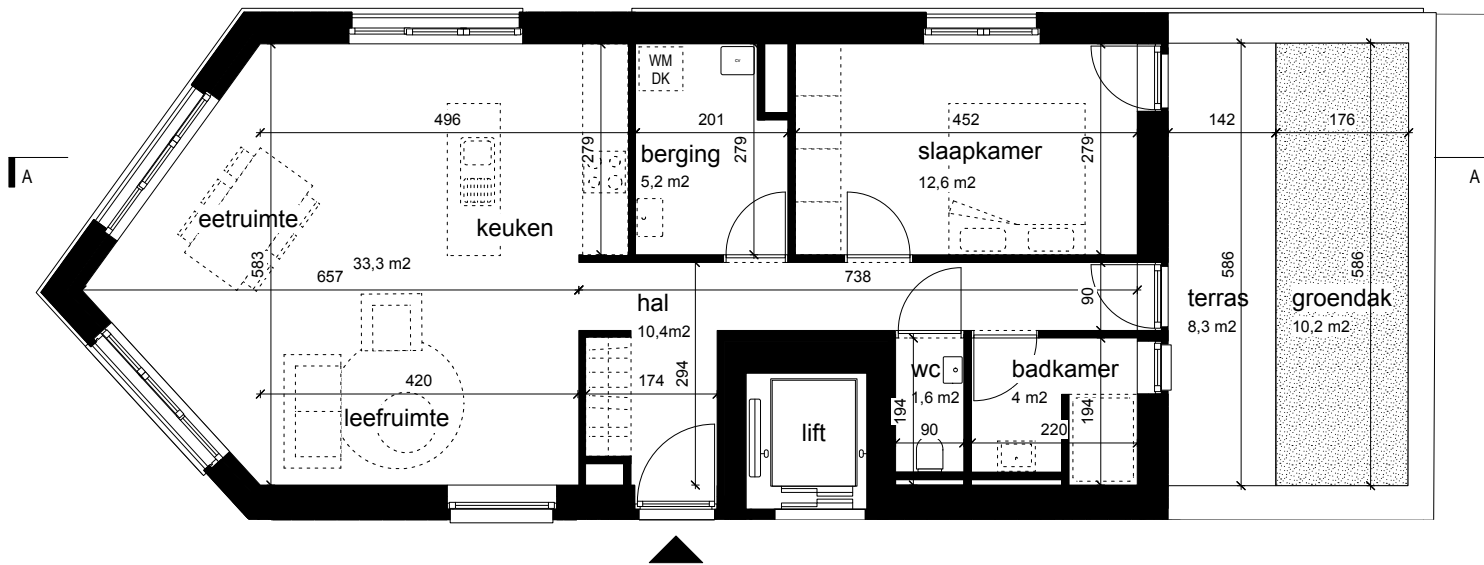 WM
DK
cv
496
201
452
142
176
279
279
279
berging
5,2 m2
slaapkamer
12,6 m2
A
A
eetruimte
keuken
33,3 m2
583
657
738
hal
10,4m2
90
586
586
terras
8,3 m2
groendak
10,2 m2
420
174
294
leefruimte
lift
wc
1,6 m2
badkamer
4 m2
194
90
220
194